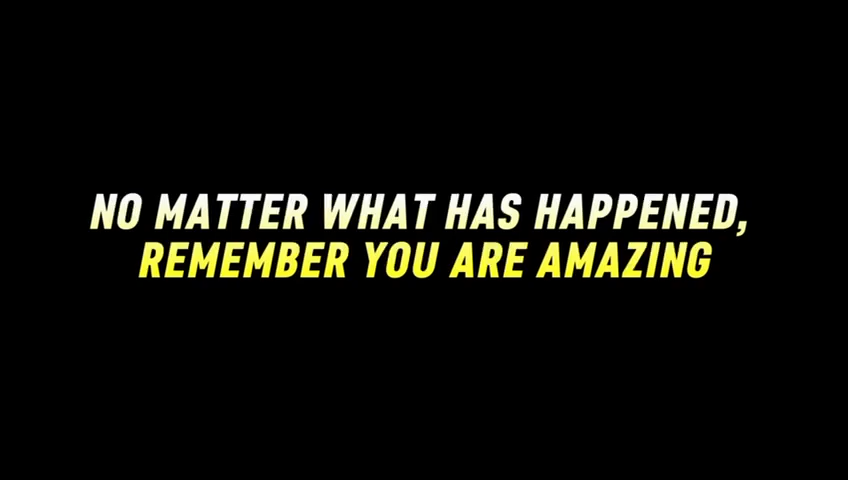 NO MATTER WHAT HAS HAPPENED,
REMEMBER YOU ARE AMAZING